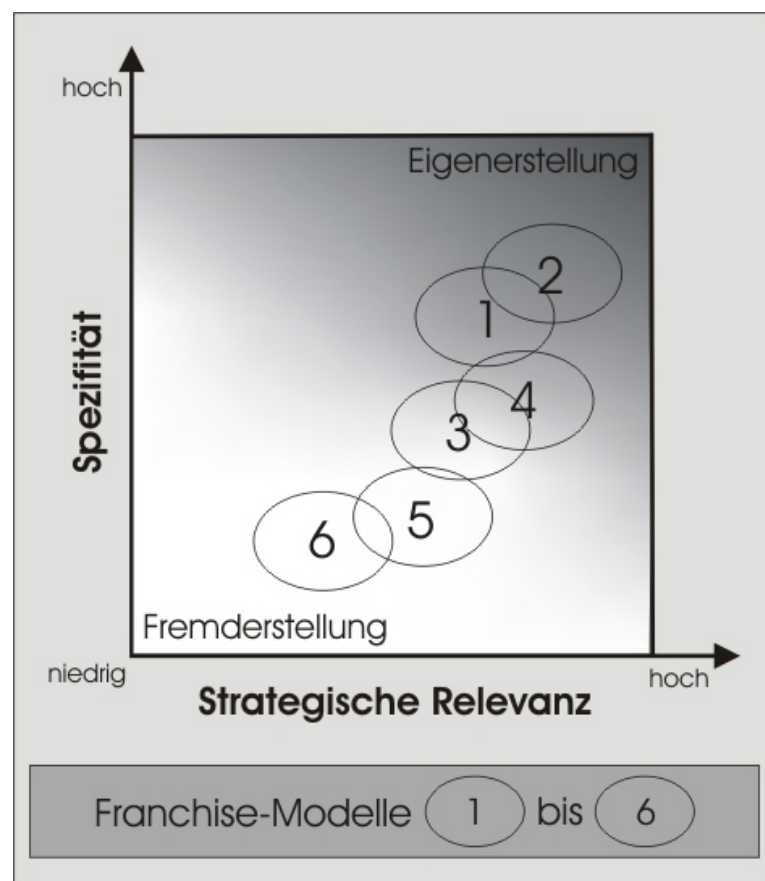 hoch
Eigenerstellung
2
1
4
3
5
6
Spezifität
Fremderstellung
niedrig
hoch
Strategische Relevanz
Franchise-Modelle 1 bis 6